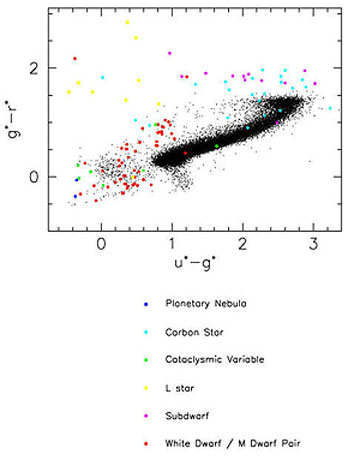 2
g*-r*
0
0
1
2
3
u*-g*
Planetary Nebula
Carbon Star
Cataclysmic Variable
L star
Subdwarf
White Dwarf / M Dwarf Pair